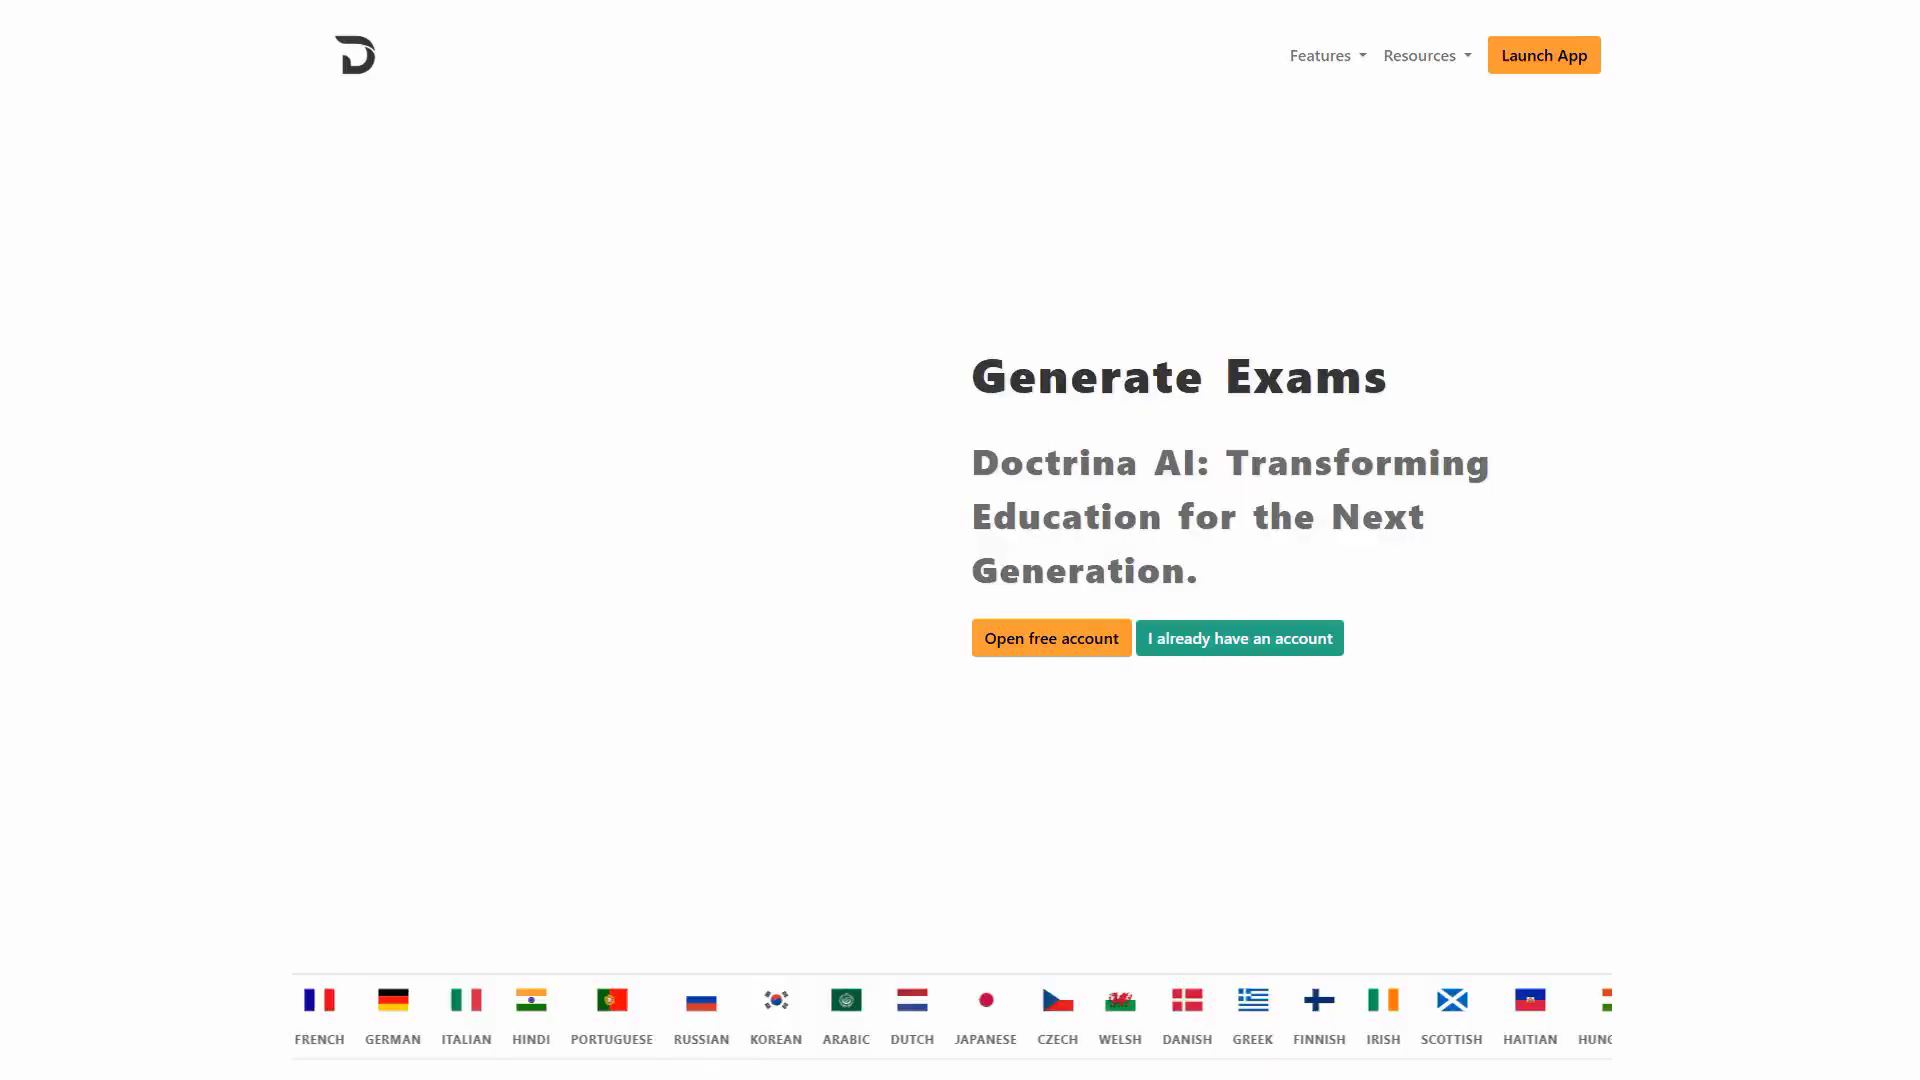 Features
Resources
Launch App
Generate Exams
Doctrina AI: Transforming
Education for the Next
Generation.
Open free account
I already have an account
FRENCH
GERMAN
ITALIAN
HINDI
PORTUGUESE
RUSSIAN
KOREAN
ARABIC
DUTCH
JAPANESE
CZECH
WELSH
DANISH
GREEK
FINNISH
IRISH
SCOTTISH
HAITIAN